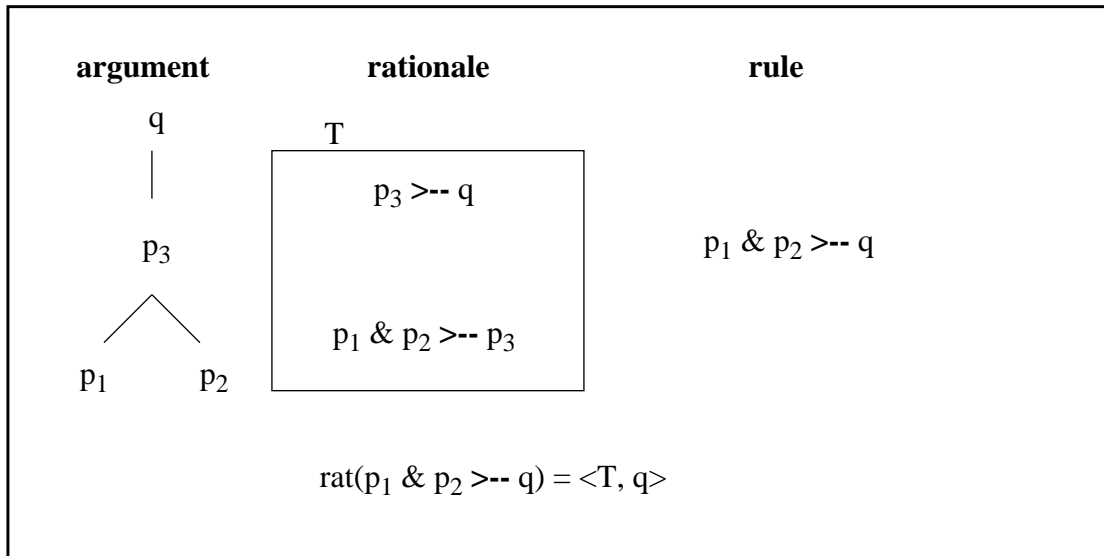 argument rationale rule
q
T
p₃ >-- q
p₃
p₁ & p₂ >-- q
p₁ & p₂ >-- p₃
p₁ p₂
rat(p₁ & p₂ >-- q) = <T, q>